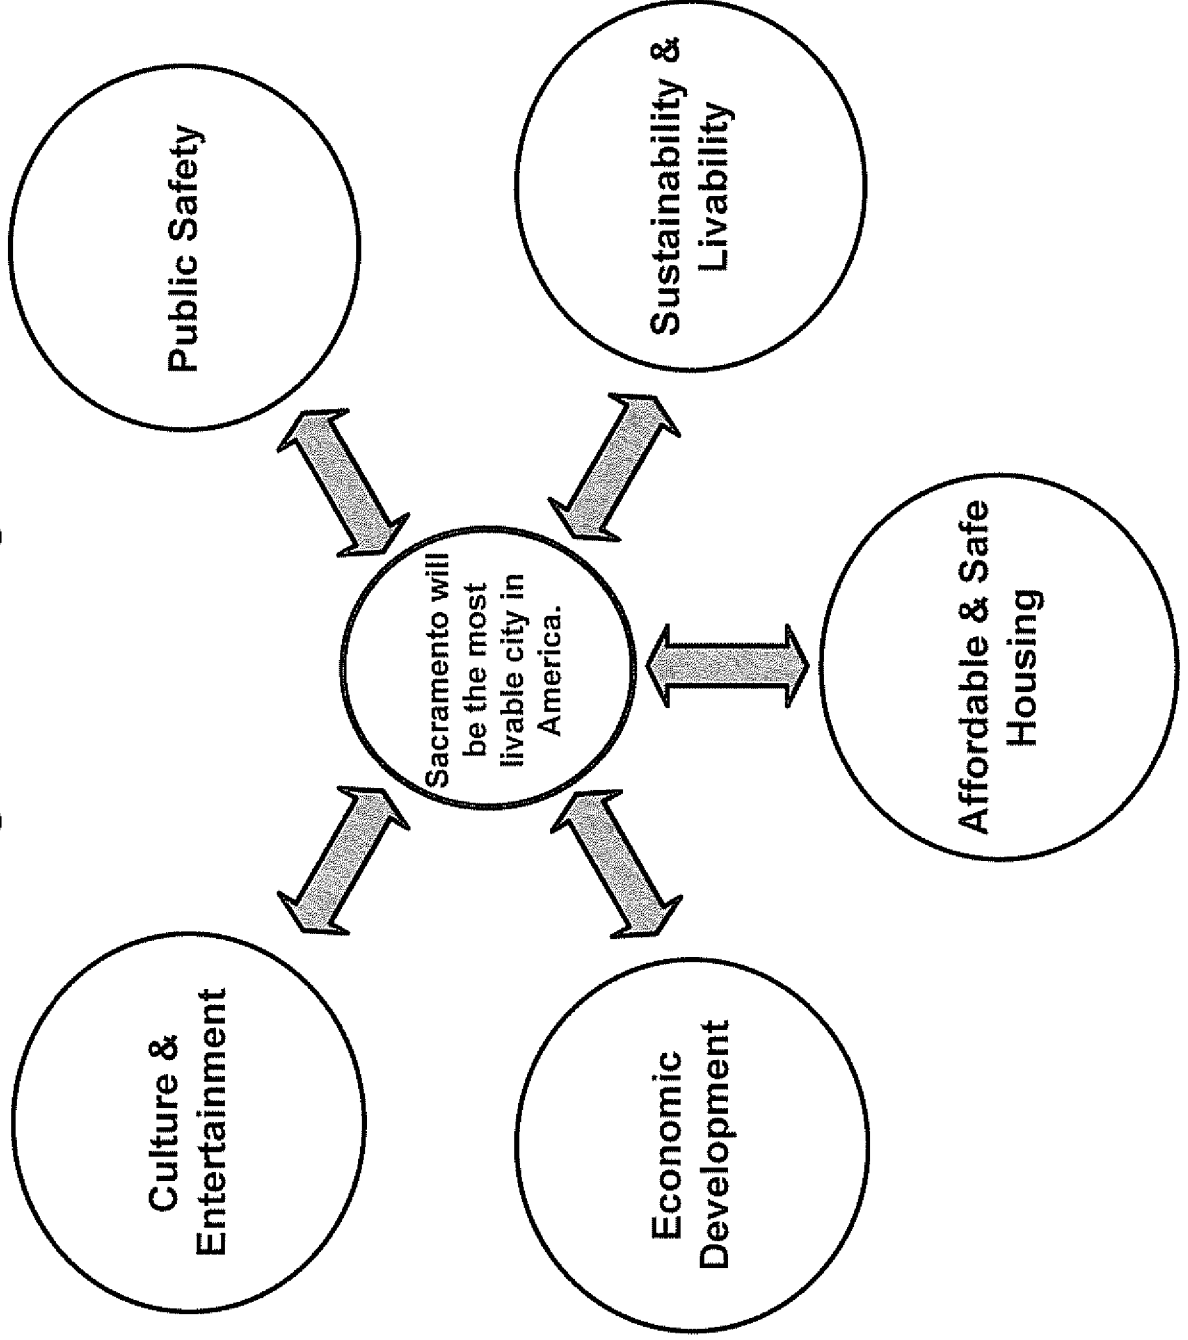 Culture &
Entertainment
Public Safety
Sacramento will
be the most
livable city in
America.
Economic
Development
Sustainability &
Livability
Affordable & Safe
Housing